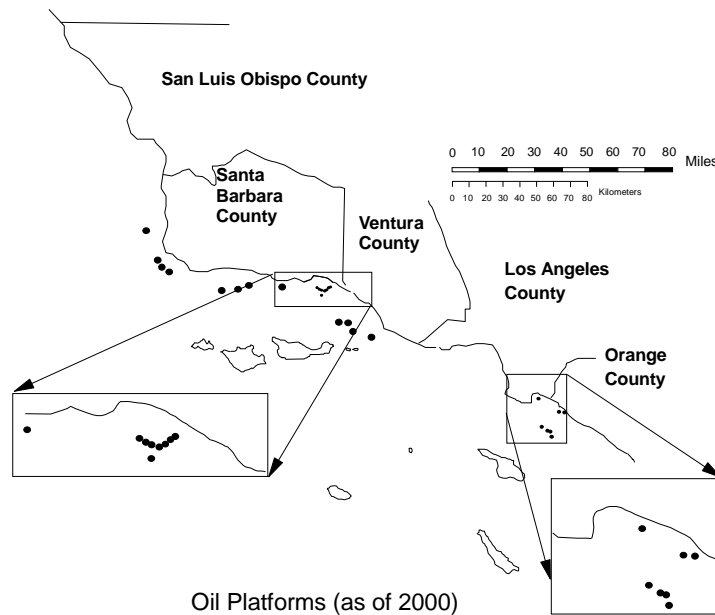 San Luis Obispo County
0 10 20 30 40 50 60 70 80
Miles
Santa
Barbara
County
0 10 20 30 40 50 60 70 80
Kilometers
Ventura
County
Los Angeles
County
Orange
County
Oil Platforms (as of 2000)